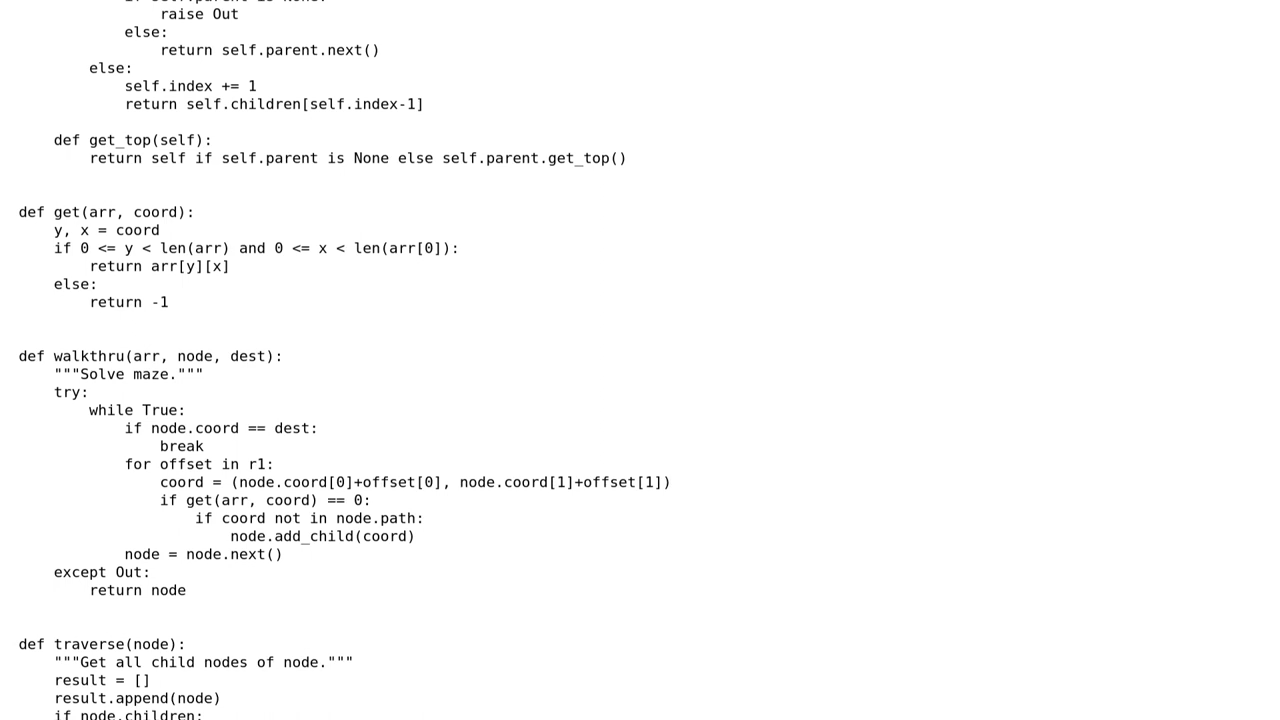 if self.parent is None:
raise Out
else:
return self.parent.next()
else:
self.index += 1
return self.children[self.index-1]
def get_top(self):
return self if self.parent is None else self.parent.get_top()
def get(arr, coord):
y, x = coord
if 0 <= y < len(arr) and 0 <= x < len(arr[0]):
return arr[y][x]
else:
return -1
def walkthru(arr, node, dest):
"""Solve maze."""
try:
while True:
if node.coord == dest:
break
for offset in r1:
coord = (node.coord[0]+offset[0], node.coord[1]+offset[1])
if get(arr, coord) == 0:
if coord not in node.path:
node.add_child(coord)
node = node.next()
except Out:
return node
def traverse(node):
"""Get all child nodes of node."""
result = []
result.append(node)
if node.children: